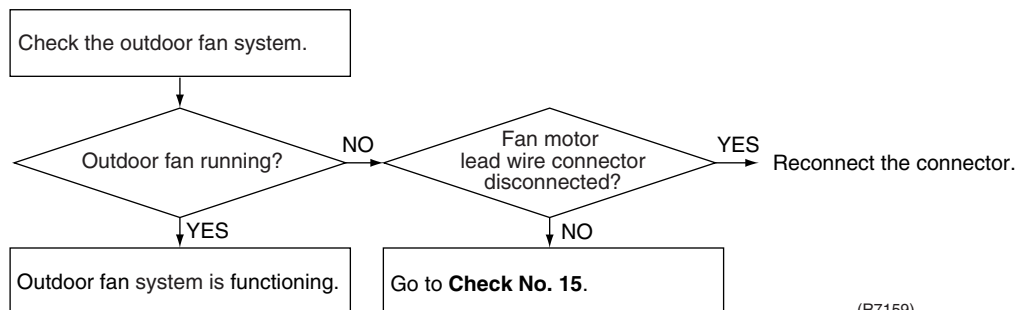 Check the outdoor fan system.
Outdoor fan running?
NO
Fan motor
lead wire connector
disconnected?
YES
Reconnect the connector.
YES
Outdoor fan system is functioning.
NO
Go to Check No. 15.
(R7159)